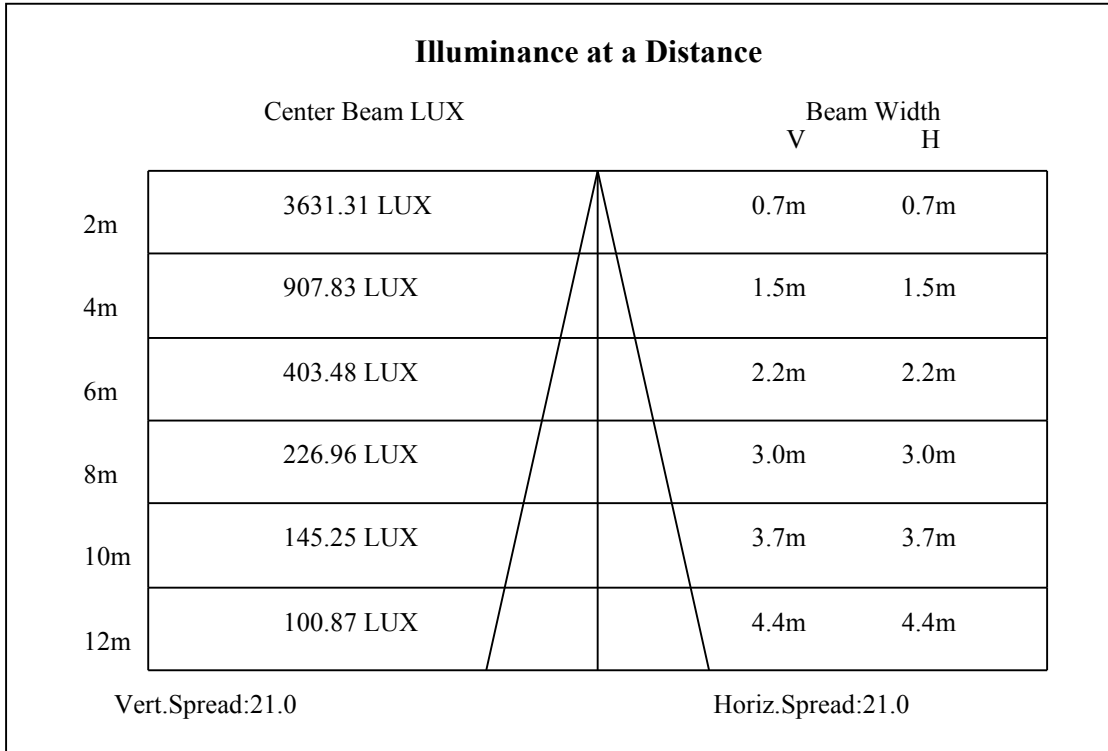 Illuminance at a Distance
Center Beam LUX Beam Width
V H
2m 3631.31 LUX 0.7m 0.7m
4m 907.83 LUX 1.5m 1.5m
6m 403.48 LUX 2.2m 2.2m
8m 226.96 LUX 3.0m 3.0m
10m 145.25 LUX 3.7m 3.7m
12m 100.87 LUX 4.4m 4.4m
Vert.Spread:21.0 Horiz.Spread:21.0